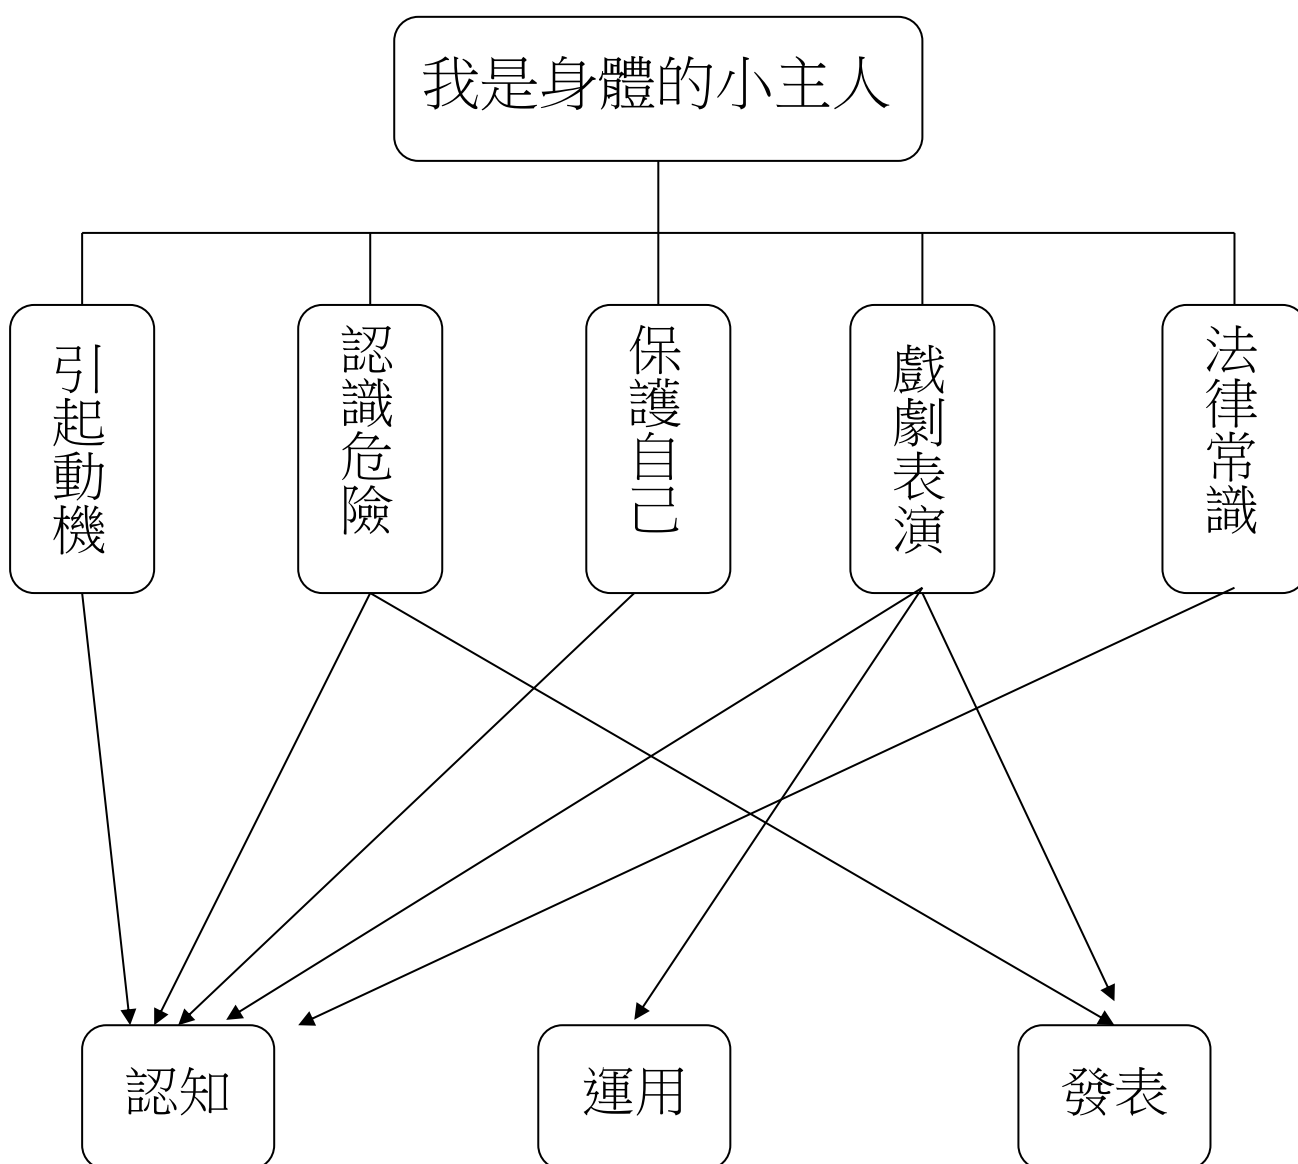 我是身體的小主人
引起動機
認識危險
保護自己
戲劇表演
法律常識
認知
運用
發表